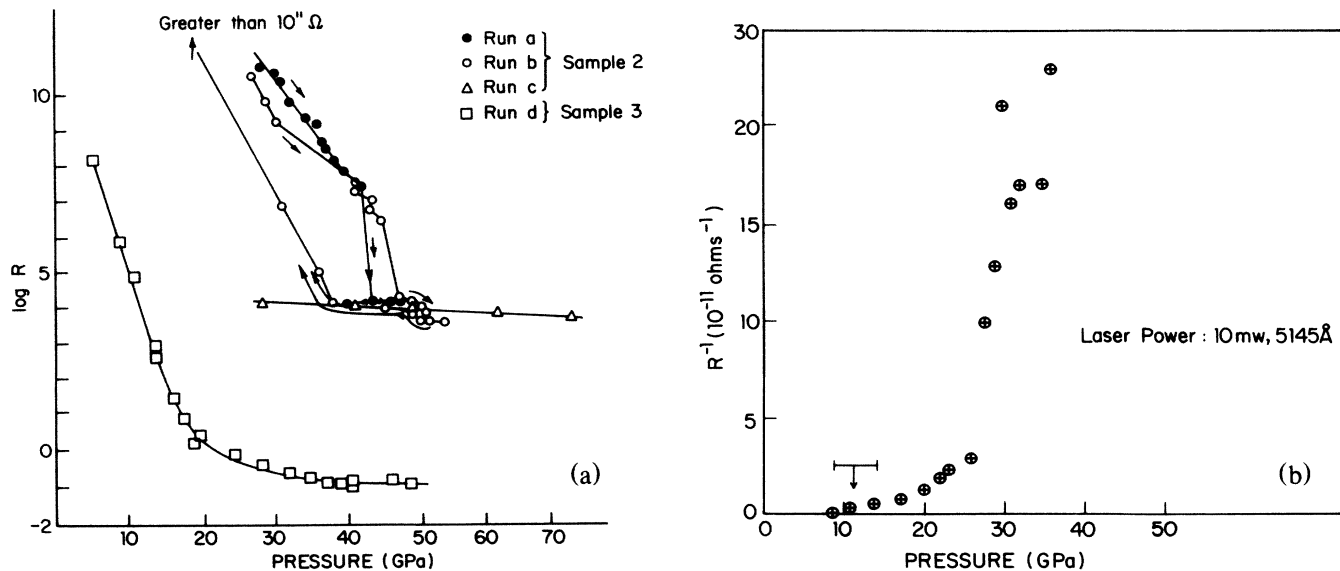 Greater than 10" Ω
Run a
Run b
Run c
Sample 2
Run d
Sample 3
10
5
0
-2
log R
10
20
30
40
50
60
70
PRESSURE (GPa)
(a)
30
25
20
15
10
5
0
R⁻¹ (10⁻¹¹ ohms⁻¹)
Laser Power : 10mw, 5145Å
0
10
20
30
40
50
PRESSURE (GPa)
(b)